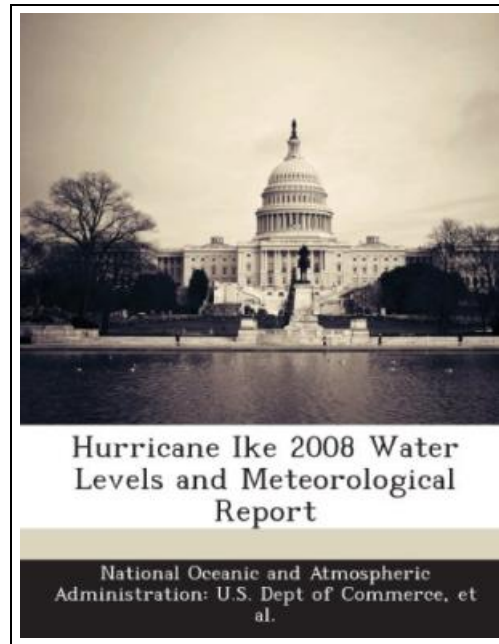 Hurricane Ike 2008 Water
Levels and Meteorological
Report
National Oceanic and Atmospheric
Administration: U.S. Dept of Commerce, et
al.